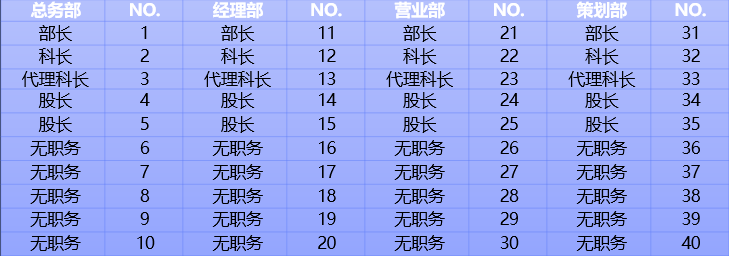 总务部 NO. 经理部 NO. 营业部 NO. 策划部 NO.
部长 1 部长 11 部长 21 部长 31
科长 2 科长 12 科长 22 科长 32
代理科长 3 代理科长 13 代理科长 23 代理科长 33
股长 4 股长 14 股长 24 股长 34
股长 5 股长 15 股长 25 股长 35
无职务 6 无职务 16 无职务 26 无职务 36
无职务 7 无职务 17 无职务 27 无职务 37
无职务 8 无职务 18 无职务 28 无职务 38
无职务 9 无职务 19 无职务 29 无职务 39
无职务 10 无职务 20 无职务 30 无职务 40